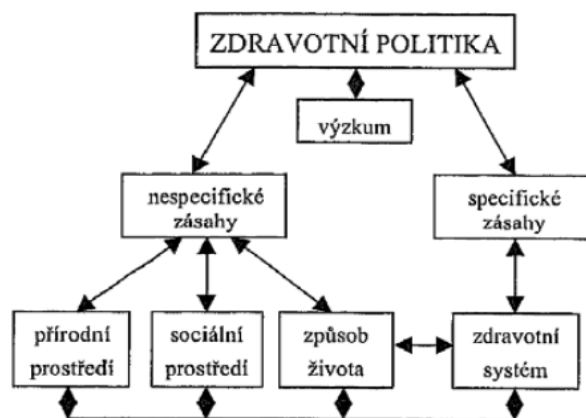 ZDRAVOTNÍ POLITIKA
výzkum
nespecifické
zásahy
specifické
zásahy
přírodní
prostředí
sociální
prostředí
způsob
života
zdravotní
systém